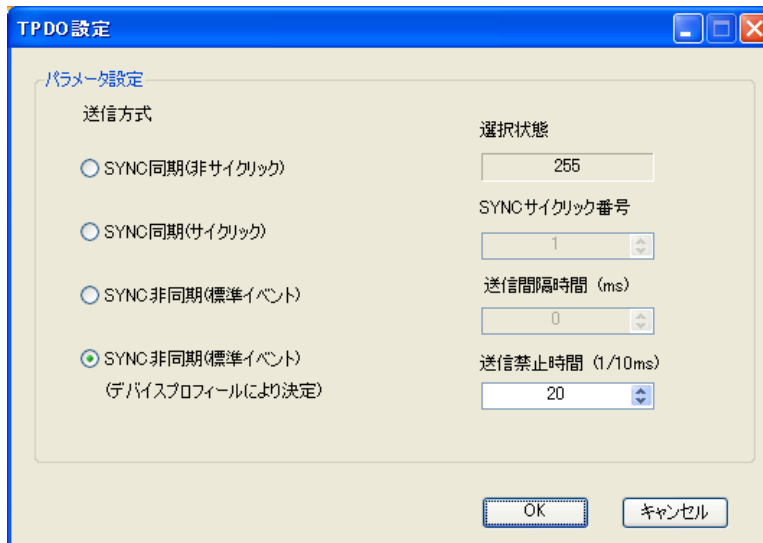 TPDO設定
パラメータ設定
送信方式
SYNC同期(非サイクリック)
SYNC同期(サイクリック)
SYNC非同期(標準イベント)
SYNC非同期(標準イベント)
(デバイスプロフィールにより決定)
選択状態
255
SYNCサイクリック番号
1
送信間隔時間 (ms)
0
送信禁止時間 (1/10ms)
20
OK
キャンセル